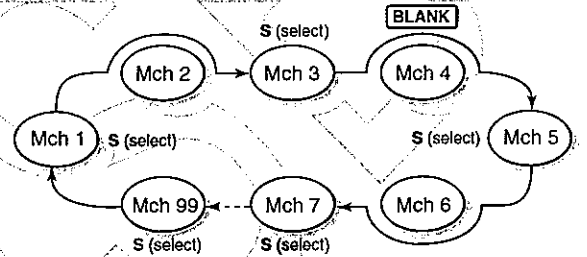 BLANK
S (select)
Mch 2
Mch 3
Mch 4
Mch 1
S (select)
S (select)
Mch 5
Mch 99
Mch 7
Mch 6
S (select)
S (select)